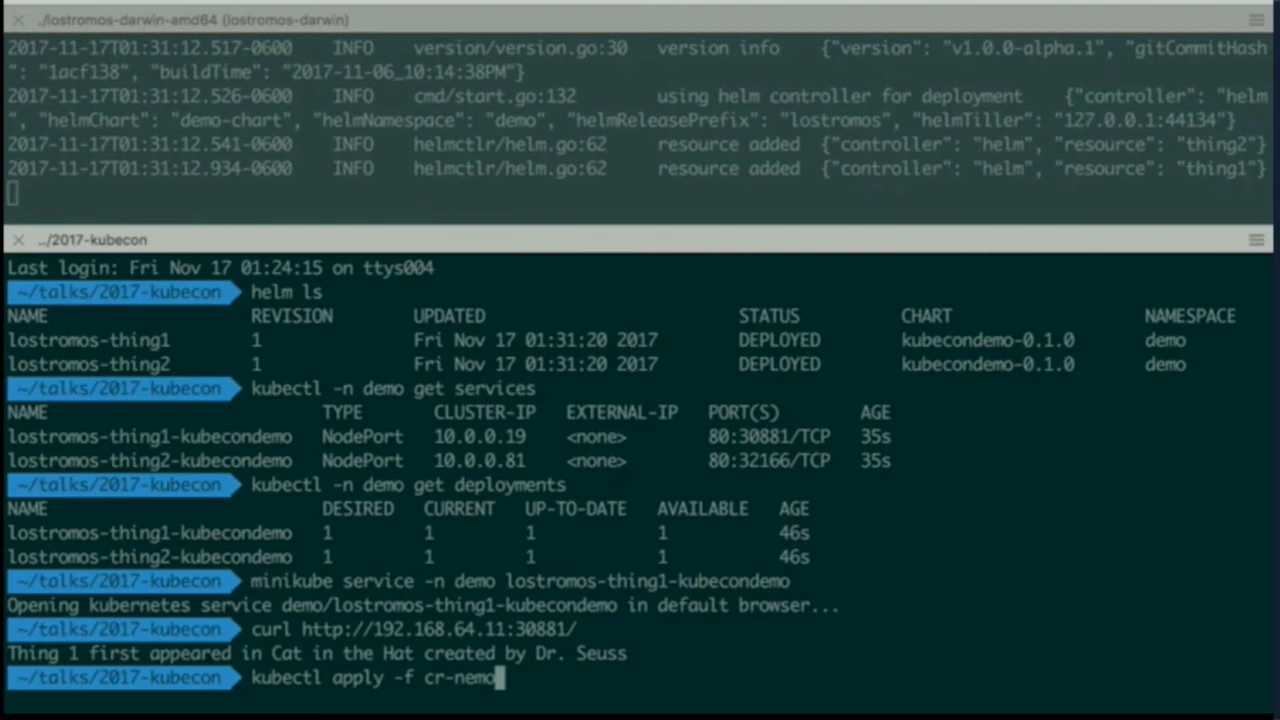 ./lostromos-darwin-amd64 (lostromos-darwin)
2017-11-17T01:31:12.517-0600    INFO    version/version.go:30   version info    {"version": "v1.0.0-alpha.1", "gitCommitHash
": "1acf138", "buildTime": "2017-11-06_10:14:38PM"}
2017-11-17T01:31:12.526-0600    INFO    cmd/start.go:132        using helm controller for deployment    {"controller": "helm
", "helmChart": "demo-chart", "helmNamespace": "demo", "helmReleasePrefix": "lostromos", "helmTiller": "127.0.0.1:44134"}
2017-11-17T01:31:12.541-0600    INFO    helmctlr/helm.go:62     resource added  {"controller": "helm", "resource": "thing2"}
2017-11-17T01:31:12.934-0600    INFO    helmctlr/helm.go:62     resource added  {"controller": "helm", "resource": "thing1"}
../2017-kubecon
Last login: Fri Nov 17 01:24:15 on ttys004
~/talks/2017-kubecon helm ls
NAME                    REVISION        UPDATED                         STATUS          CHART                   NAMESPACE
lostromos-thing1        1               Fri Nov 17 01:31:20 2017        DEPLOYED        kubecondemo-0.1.0       demo
lostromos-thing2        1               Fri Nov 17 01:31:20 2017        DEPLOYED        kubecondemo-0.1.0       demo
~/talks/2017-kubecon kubectl -n demo get services
NAME                           TYPE       CLUSTER-IP   EXTERNAL-IP   PORT(S)        AGE
lostromos-thing1-kubecondemo   NodePort   10.0.0.19    <none>        80:30881/TCP   35s
lostromos-thing2-kubecondemo   NodePort   10.0.0.81    <none>        80:32166/TCP   35s
~/talks/2017-kubecon kubectl -n demo get deployments
NAME                           DESIRED   CURRENT   UP-TO-DATE   AVAILABLE   AGE
lostromos-thing1-kubecondemo   1         1         1            1           46s
lostromos-thing2-kubecondemo   1         1         1            1           46s
~/talks/2017-kubecon minikube service -n demo lostromos-thing1-kubecondemo
Opening kubernetes service demo/lostromos-thing1-kubecondemo in default browser...
~/talks/2017-kubecon curl http://192.168.64.11:30881/
Thing 1 first appeared in Cat in the Hat created by Dr. Seuss
~/talks/2017-kubecon kubectl apply -f cr-nemo